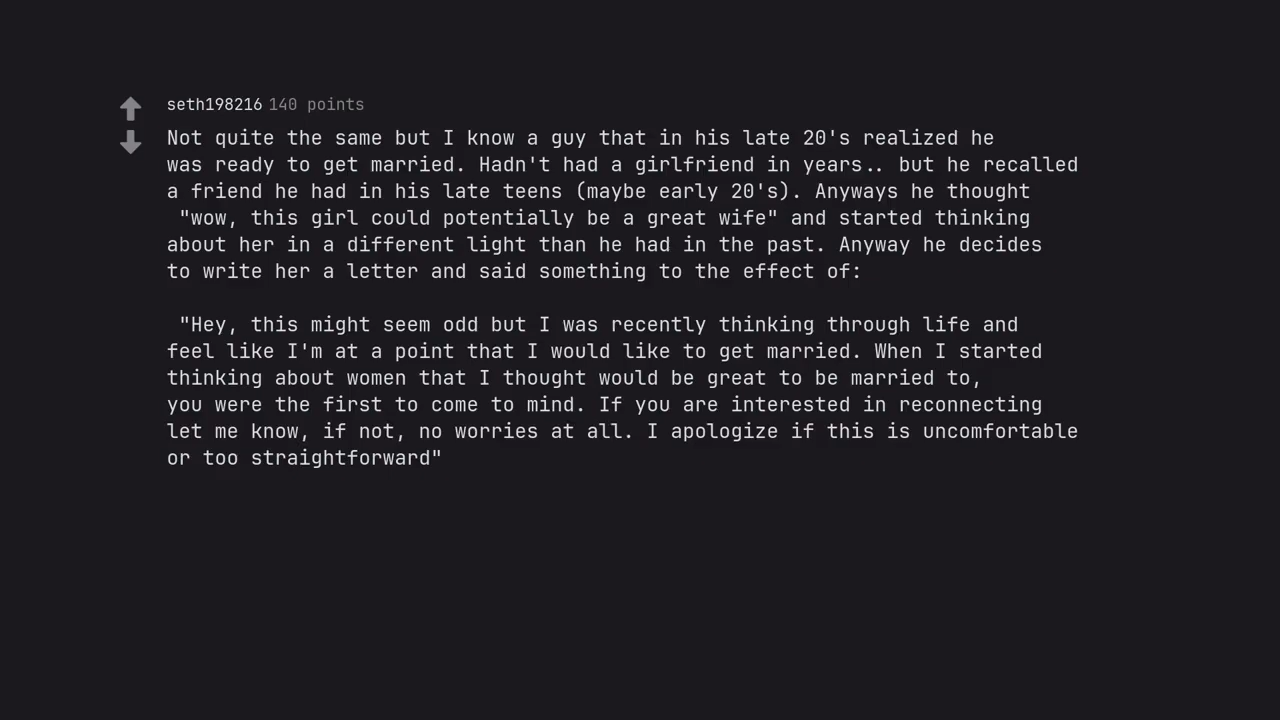 seth198216 140 points
Not quite the same but I know a guy that in his late 20's realized he
was ready to get married. Hadn't had a girlfriend in years.. but he recalled
a friend he had in his late teens (maybe early 20's). Anyways he thought
"wow, this girl could potentially be a great wife" and started thinking
about her in a different light than he had in the past. Anyway he decides
to write her a letter and said something to the effect of:
"Hey, this might seem odd but I was recently thinking through life and
feel like I'm at a point that I would like to get married. When I started
thinking about women that I thought would be great to be married to,
you were the first to come to mind. If you are interested in reconnecting
let me know, if not, no worries at all. I apologize if this is uncomfortable
or too straightforward"